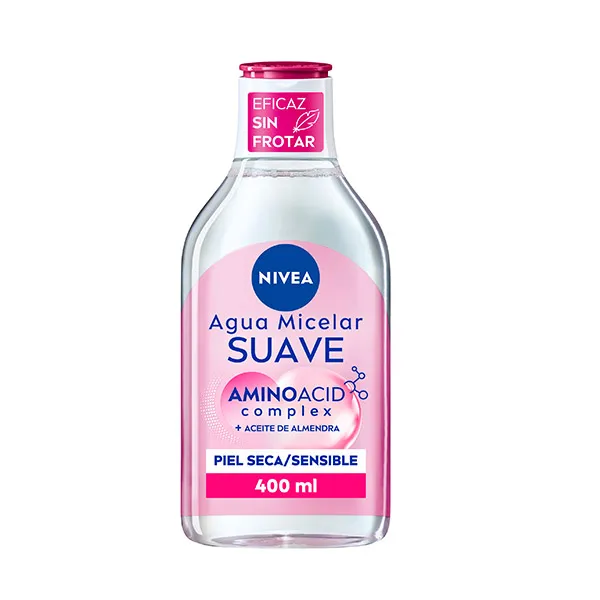 EFICAZ
SIN
FROTAR
NIVEA
Agua Micelar
SUAVE
AMINOACID
complex
+ ACEITE DE ALMENDRA
PIEL SECA/SENSIBLE
400 ml